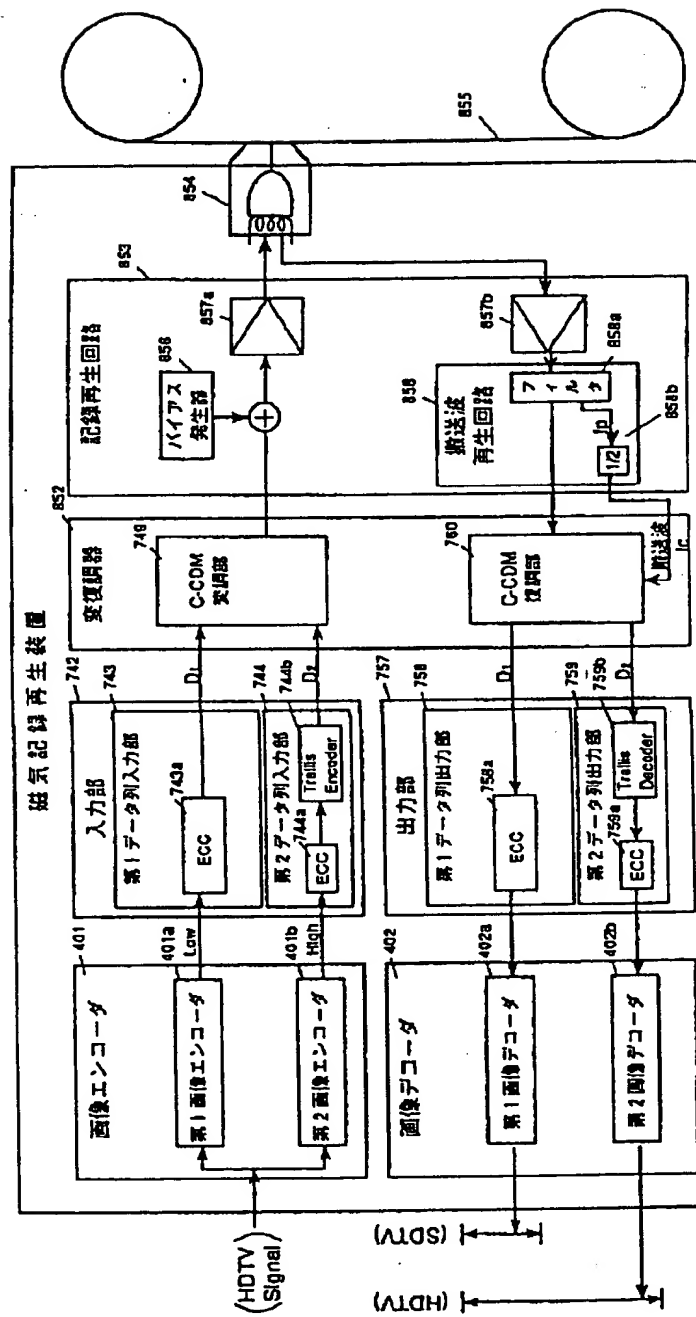 磁気記録再生装置
(HDTV Signal)
401
画像エンコーダ
401a
第1画像エンコーダ
Low
401b
第2画像エンコーダ
High
742
入力部
743
第1データ列入力部
743a
ECC
D1
744
第2データ列入力部
744a
ECC
744b
Trellis
Encoder
D2
852
変復調器
749
C-CDM
変調部
853
記録再生回路
856
バイアス
発生器
857a
854
855
857b
858
搬送波
再生回路
858a
フィルタ
fp
1/2
858b
搬送波
fc
760
C-CDM
復調部
757
出力部
758
第1データ列出力部
D1
758a
ECC
759
第2データ列出力部
759b
D2
Trellis
Decoder
759a
ECC
402
画像デコーダ
402a
第1画像デコーダ
402b
第2画像デコーダ
(SDTV)
(HDTV)